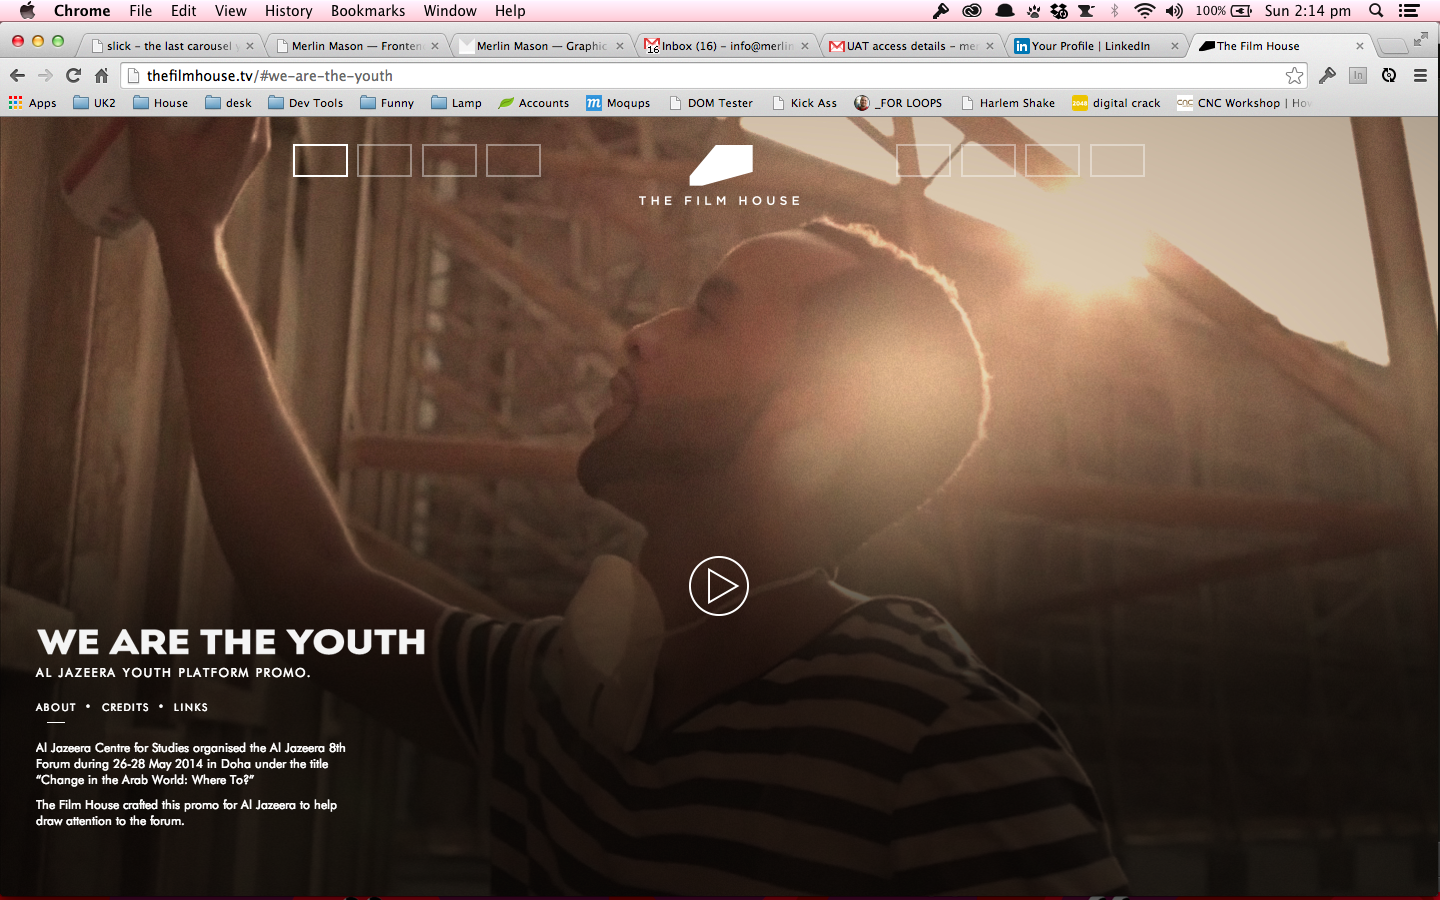 Chrome File Edit View History Bookmarks Window Help 100% Sun 2:14 pm
slick - the last carousel Merlin Mason — Fronten Merlin Mason — Graphic 16 Inbox (16) - info@merlin UAT access details - me in Your Profile | LinkedIn The Film House
thefilmhouse.tv/#we-are-the-youth
Apps UK2 House desk Dev Tools Funny Lamp Accounts m Moqups DOM Tester Kick Ass _FOR LOOPS Harlem Shake 2048 digital crack CNC CNC Workshop | How
THE FILM HOUSE
WE ARE THE YOUTH
AL JAZEERA YOUTH PLATFORM PROMO.
ABOUT • CREDITS • LINKS
Al Jazeera Centre for Studies organised the Al Jazeera 8th
Forum during 26-28 May 2014 in Doha under the title
“Change in the Arab World: Where To?”
The Film House crafted this promo for Al Jazeera to help
draw attention to the forum.